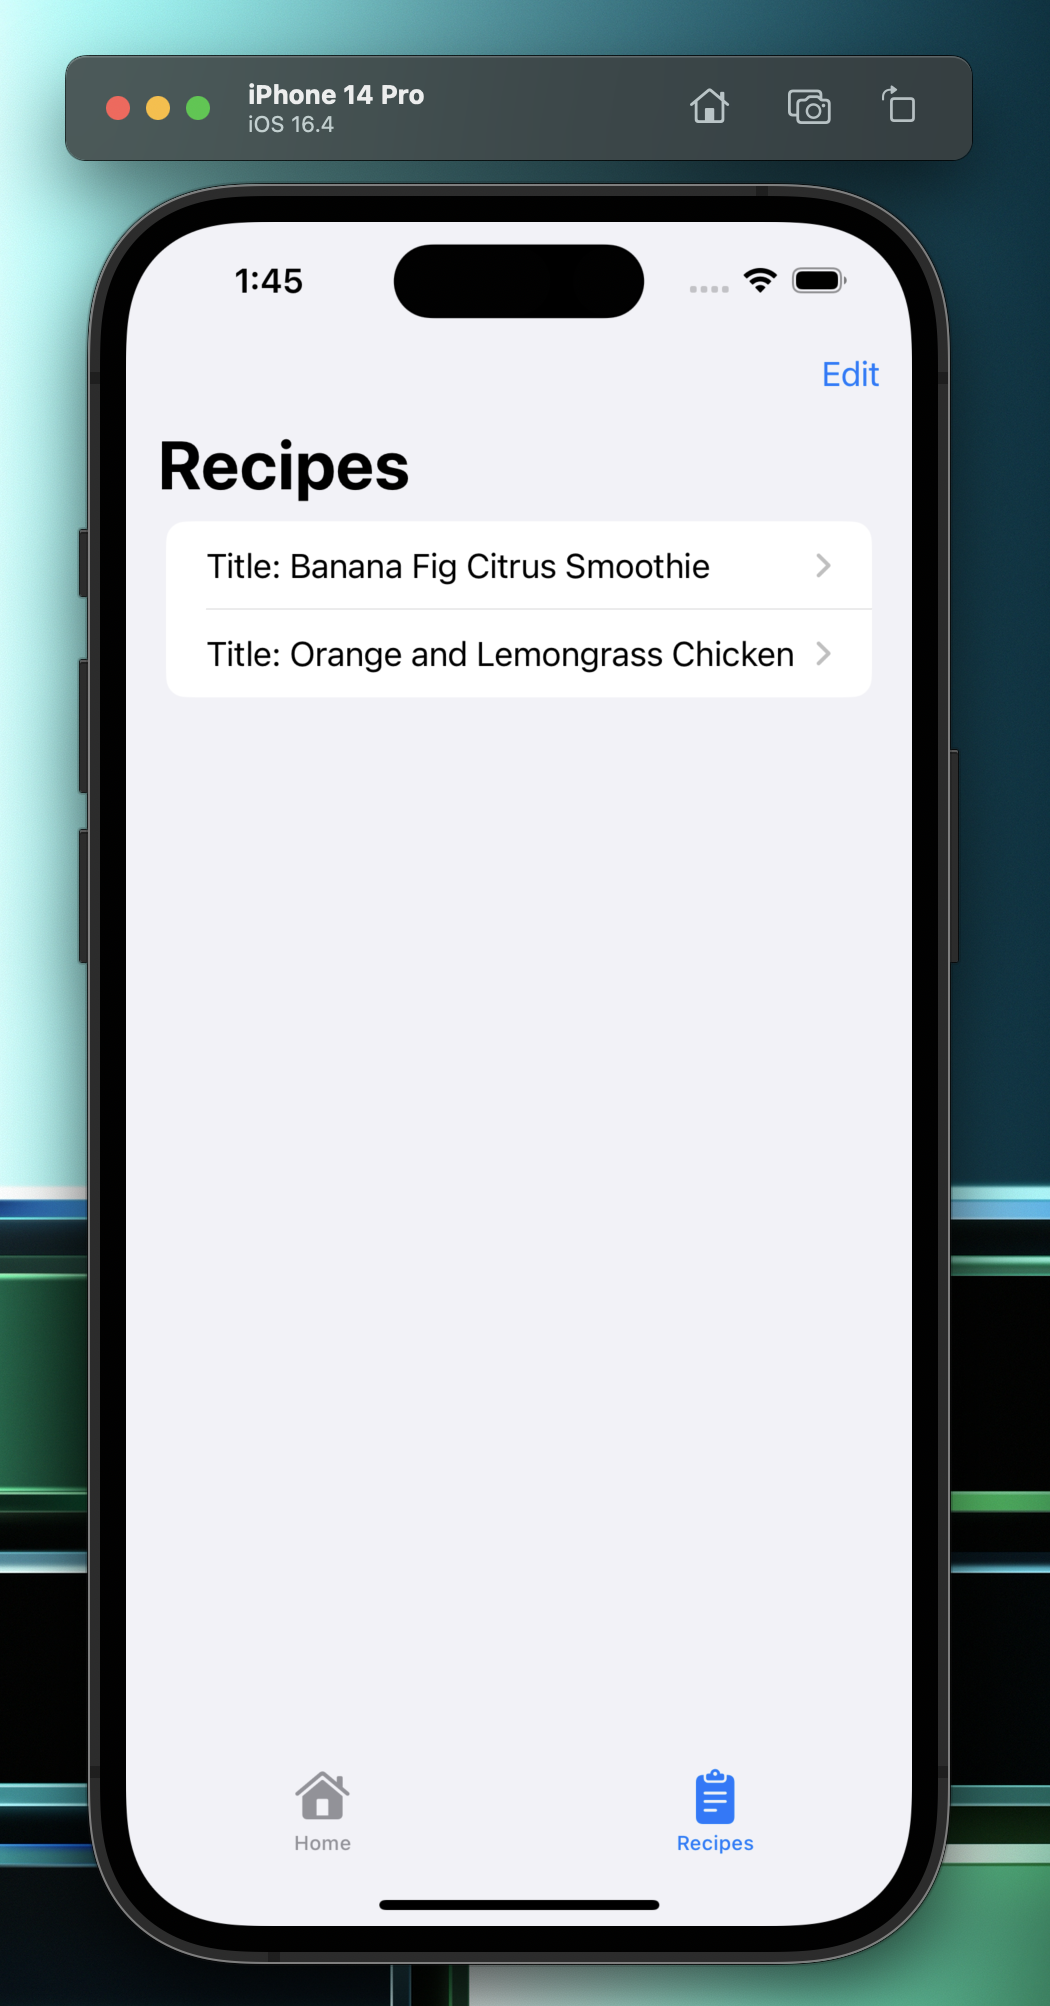 iPhone 14 Pro
iOS 16.4
1:45
Edit
Recipes
Title: Banana Fig Citrus Smoothie
Title: Orange and Lemongrass Chicken
Home
Recipes